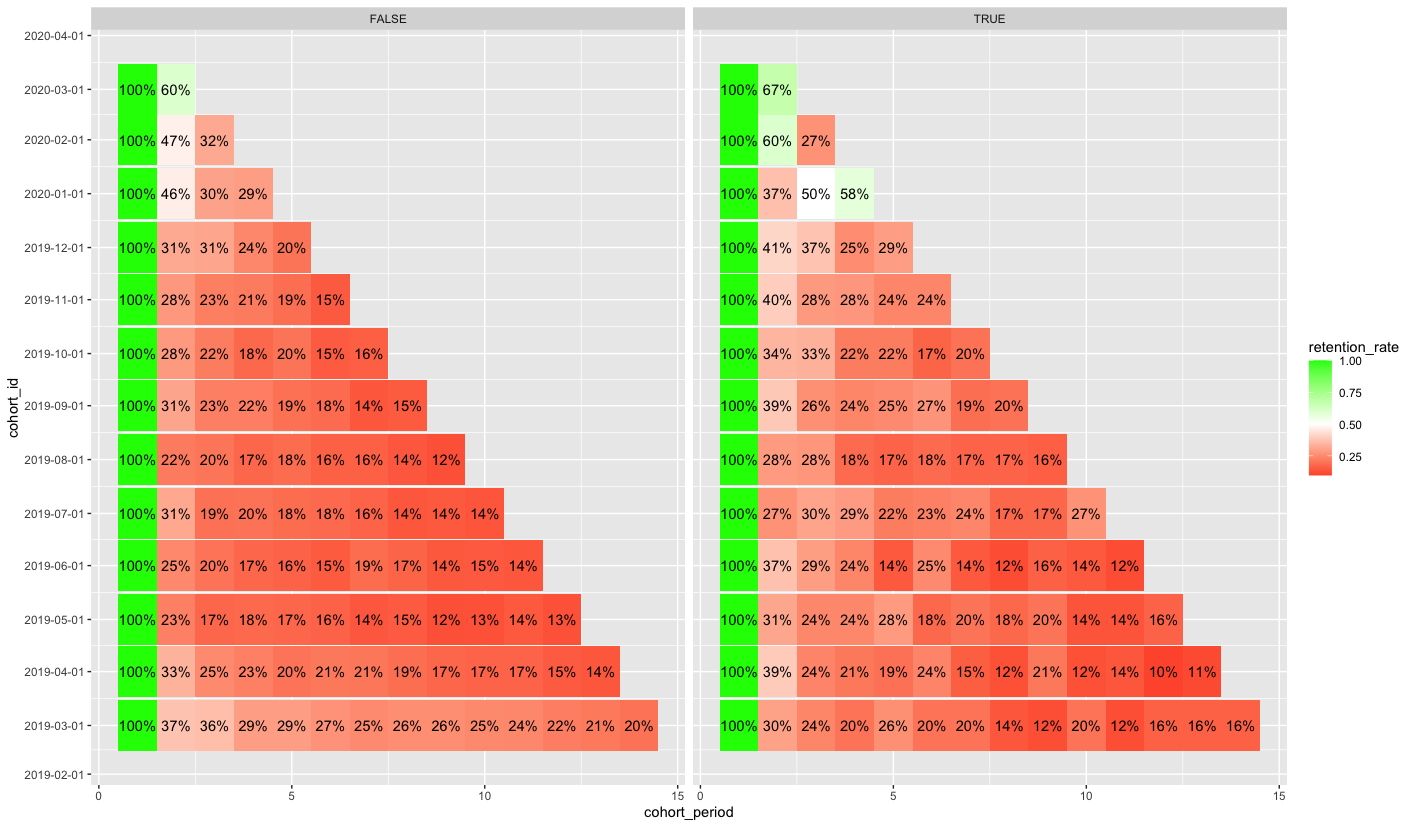 FALSE TRUE
2020-04-01
2020-03-01 100% 60% 100% 67%
2020-02-01 100% 47% 32% 100% 60% 27%
2020-01-01 100% 46% 30% 29% 100% 37% 50% 58%
2019-12-01 100% 31% 31% 24% 20% 100% 41% 37% 25% 29%
2019-11-01 100% 28% 23% 21% 19% 15% 100% 40% 28% 28% 24% 24%
2019-10-01 100% 28% 22% 18% 20% 15% 16% 100% 34% 33% 22% 22% 17% 20%
2019-09-01 100% 31% 23% 22% 19% 18% 14% 15% 100% 39% 26% 24% 25% 27% 19% 20%
2019-08-01 100% 22% 20% 17% 18% 16% 16% 14% 12% 100% 28% 28% 18% 17% 18% 17% 17% 16%
2019-07-01 100% 31% 19% 20% 18% 18% 16% 14% 14% 14% 100% 27% 30% 29% 22% 23% 24% 17% 17% 27%
2019-06-01 100% 25% 20% 17% 16% 15% 19% 17% 14% 15% 14% 100% 37% 29% 24% 14% 25% 14% 12% 16% 14% 12%
2019-05-01 100% 23% 17% 18% 17% 16% 14% 15% 12% 13% 14% 13% 100% 31% 24% 24% 28% 18% 20% 18% 20% 14% 14% 16%
2019-04-01 100% 33% 25% 23% 20% 21% 21% 19% 17% 17% 17% 15% 14% 100% 39% 24% 21% 19% 24% 15% 12% 21% 12% 14% 10% 11%
2019-03-01 100% 37% 36% 29% 29% 27% 25% 26% 26% 25% 24% 22% 21% 20% 100% 30% 24% 20% 26% 20% 20% 14% 12% 20% 12% 16% 16% 16%
2019-02-01
0 5 10 15 0 5 10 15
cohort_period
cohort_id
retention_rate
1.00
0.75
0.50
0.25